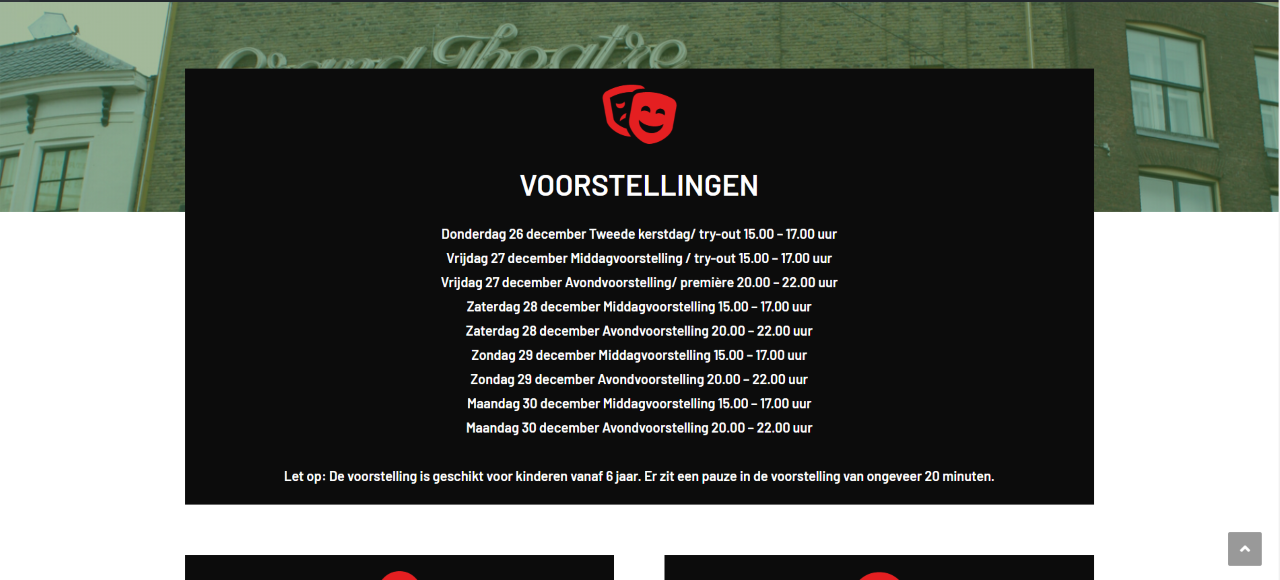 Grand Theatre
VOORSTELLINGEN
Donderdag 26 december Tweede kerstdag/ try-out 15.00 – 17.00 uur
Vrijdag 27 december Middagvoorstelling / try-out 15.00 – 17.00 uur
Vrijdag 27 december Avondvoorstelling/ première 20.00 – 22.00 uur
Zaterdag 28 december Middagvoorstelling 15.00 – 17.00 uur
Zaterdag 28 december Avondvoorstelling 20.00 – 22.00 uur
Zondag 29 december Middagvoorstelling 15.00 – 17.00 uur
Zondag 29 december Avondvoorstelling 20.00 – 22.00 uur
Maandag 30 december Middagvoorstelling 15.00 – 17.00 uur
Maandag 30 december Avondvoorstelling 20.00 – 22.00 uur
Let op: De voorstelling is geschikt voor kinderen vanaf 6 jaar. Er zit een pauze in de voorstelling van ongeveer 20 minuten.